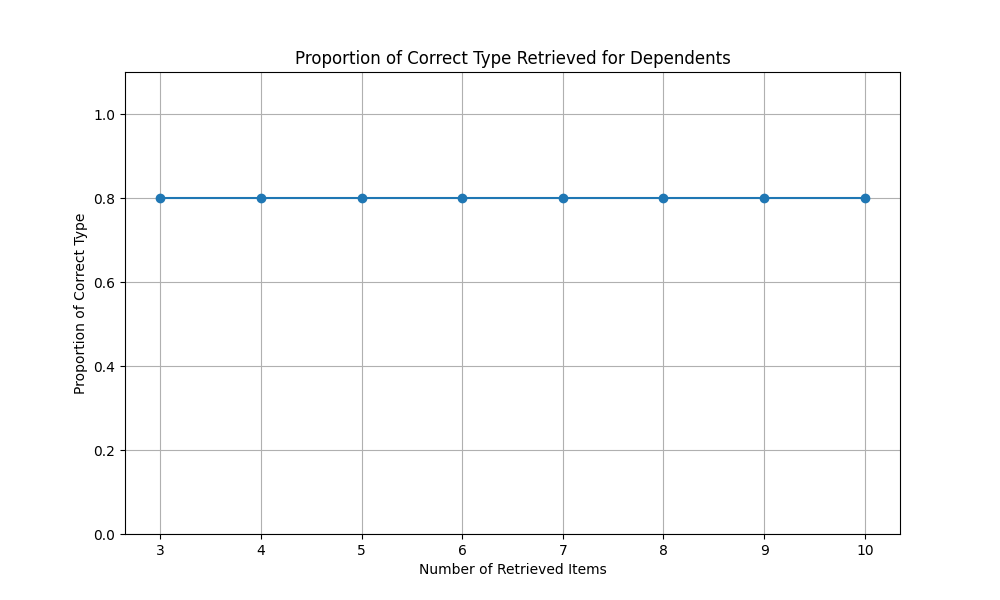 Proportion of Correct Type Retrieved for Dependents
Proportion of Correct Type
1.0
0.8
0.6
0.4
0.2
0.0
3 4 5 6 7 8 9 10
Number of Retrieved Items